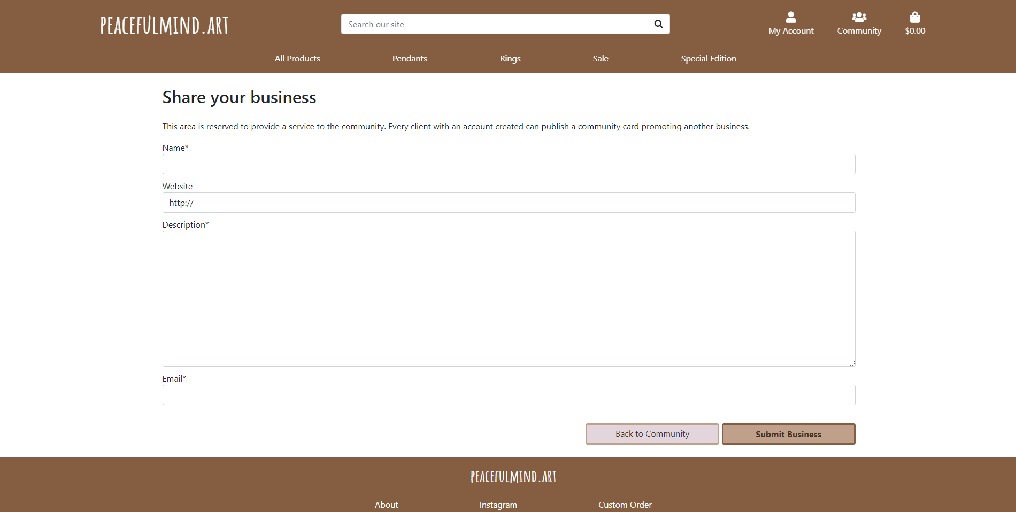 PEACEFULMIND.ART
Search our site
My Account
Community
$0.00
All Products
Pendants
Rings
Sale
Special Edition
Share your business
This area is reserved to provide a service to the community. Every client with an account created can publish a community card promoting another business.
Name*
Website
http://
Description*
Email*
Back to Community
Submit Business
PEACEFULMIND.ART
About
Instagram
Custom Order